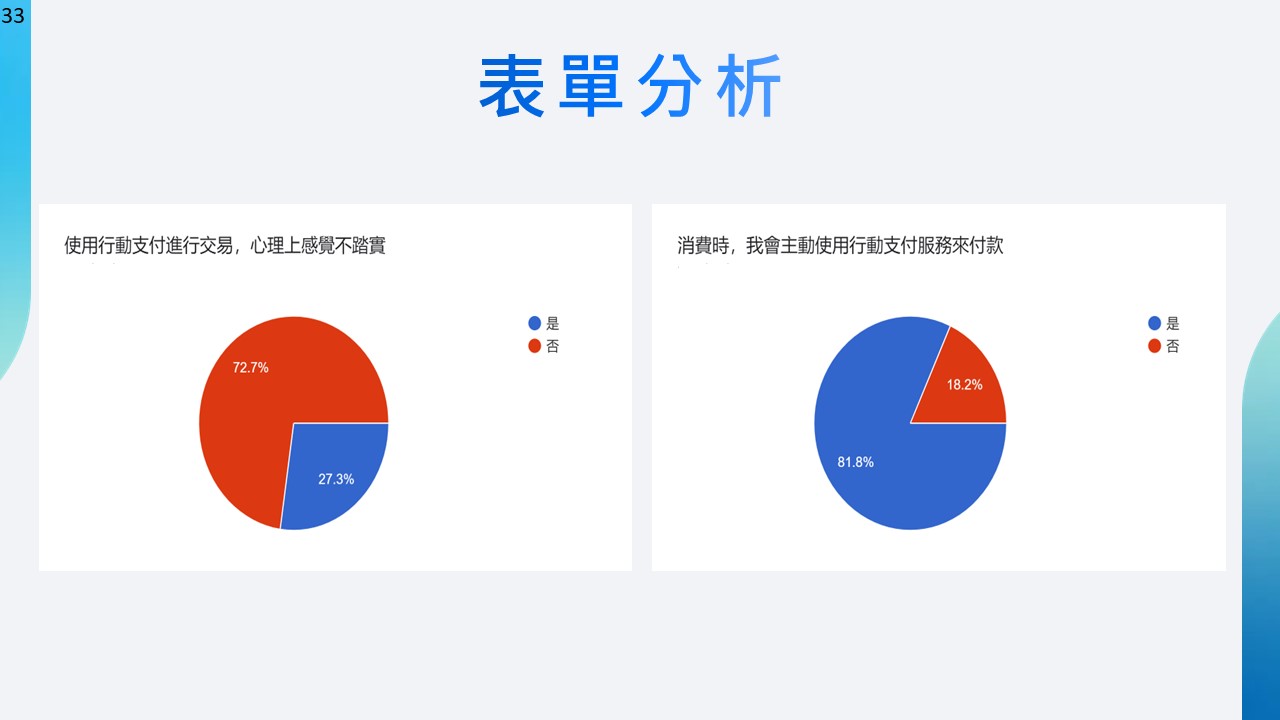 33
表單分析
使用行動支付進行交易，心理上感覺不踏實
是
否
72.7%
27.3%
消費時，我會主動使用行動支付服務來付款
是
否
18.2%
81.8%